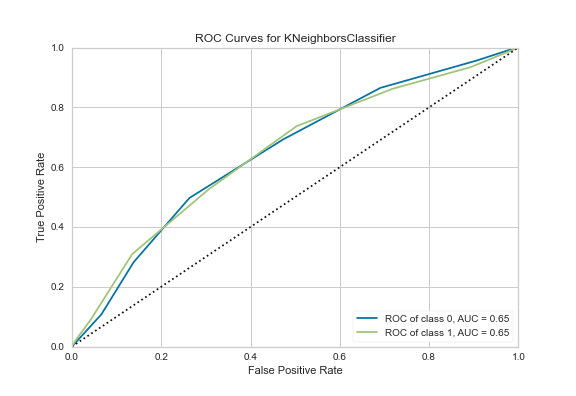 ROC Curves for KNeighborsClassifier
1.0
0.8
0.6
0.4
0.2
0.0
True Positive Rate
0.0 0.2 0.4 0.6 0.8 1.0
False Positive Rate
ROC of class 0, AUC = 0.65
ROC of class 1, AUC = 0.65